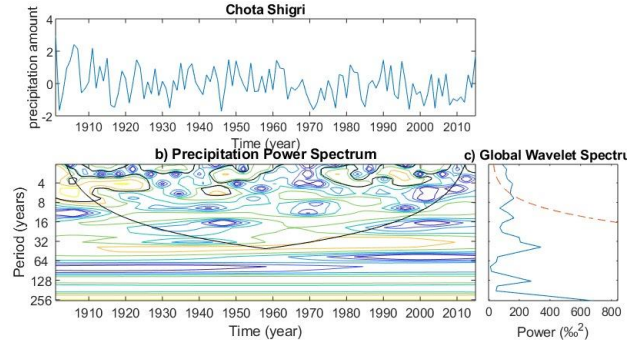 Chota Shigri
precipitation amount
4
2
0
-2
1910 1920 1930 1940 1950 1960 1970 1980 1990 2000 2010
Time (year)
b) Precipitation Power Spectrum
c) Global Wavelet Spectru
Period (years)
4
8
16
32
64
128
256
1910 1920 1930 1940 1950 1960 1970 1980 1990 2000 2010
Time (year)
0 200 400 600 800
Power (‰²)